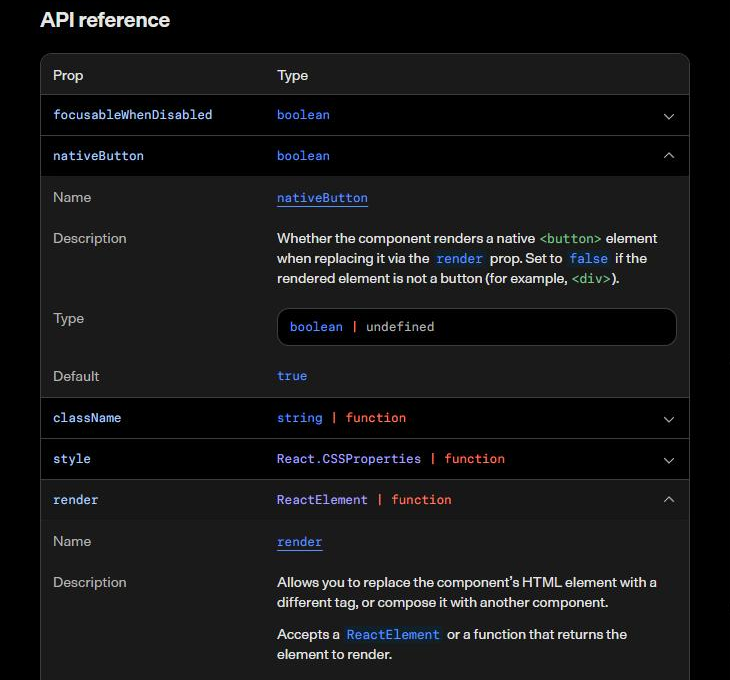 API reference
Prop Type
focusableWhenDisabled boolean
nativeButton boolean
Name nativeButton
Description Whether the component renders a native <button> element
when replacing it via the render prop. Set to false if the
rendered element is not a button (for example, <div>).
Type boolean | undefined
Default true
className string | function
style React.CSSProperties | function
render ReactElement | function
Name render
Description Allows you to replace the component’s HTML element with a
different tag, or compose it with another component.
Accepts a ReactElement or a function that returns the
element to render.